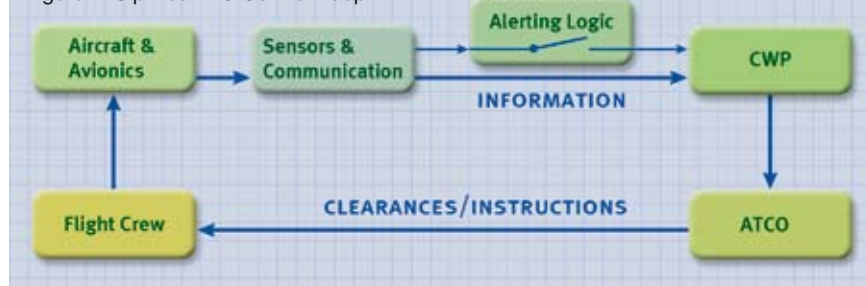 Alerting Logic
Aircraft &
Avionics
Sensors &
Communication
CWP
INFORMATION
CLEARANCES/INSTRUCTIONS
Flight Crew
ATCO